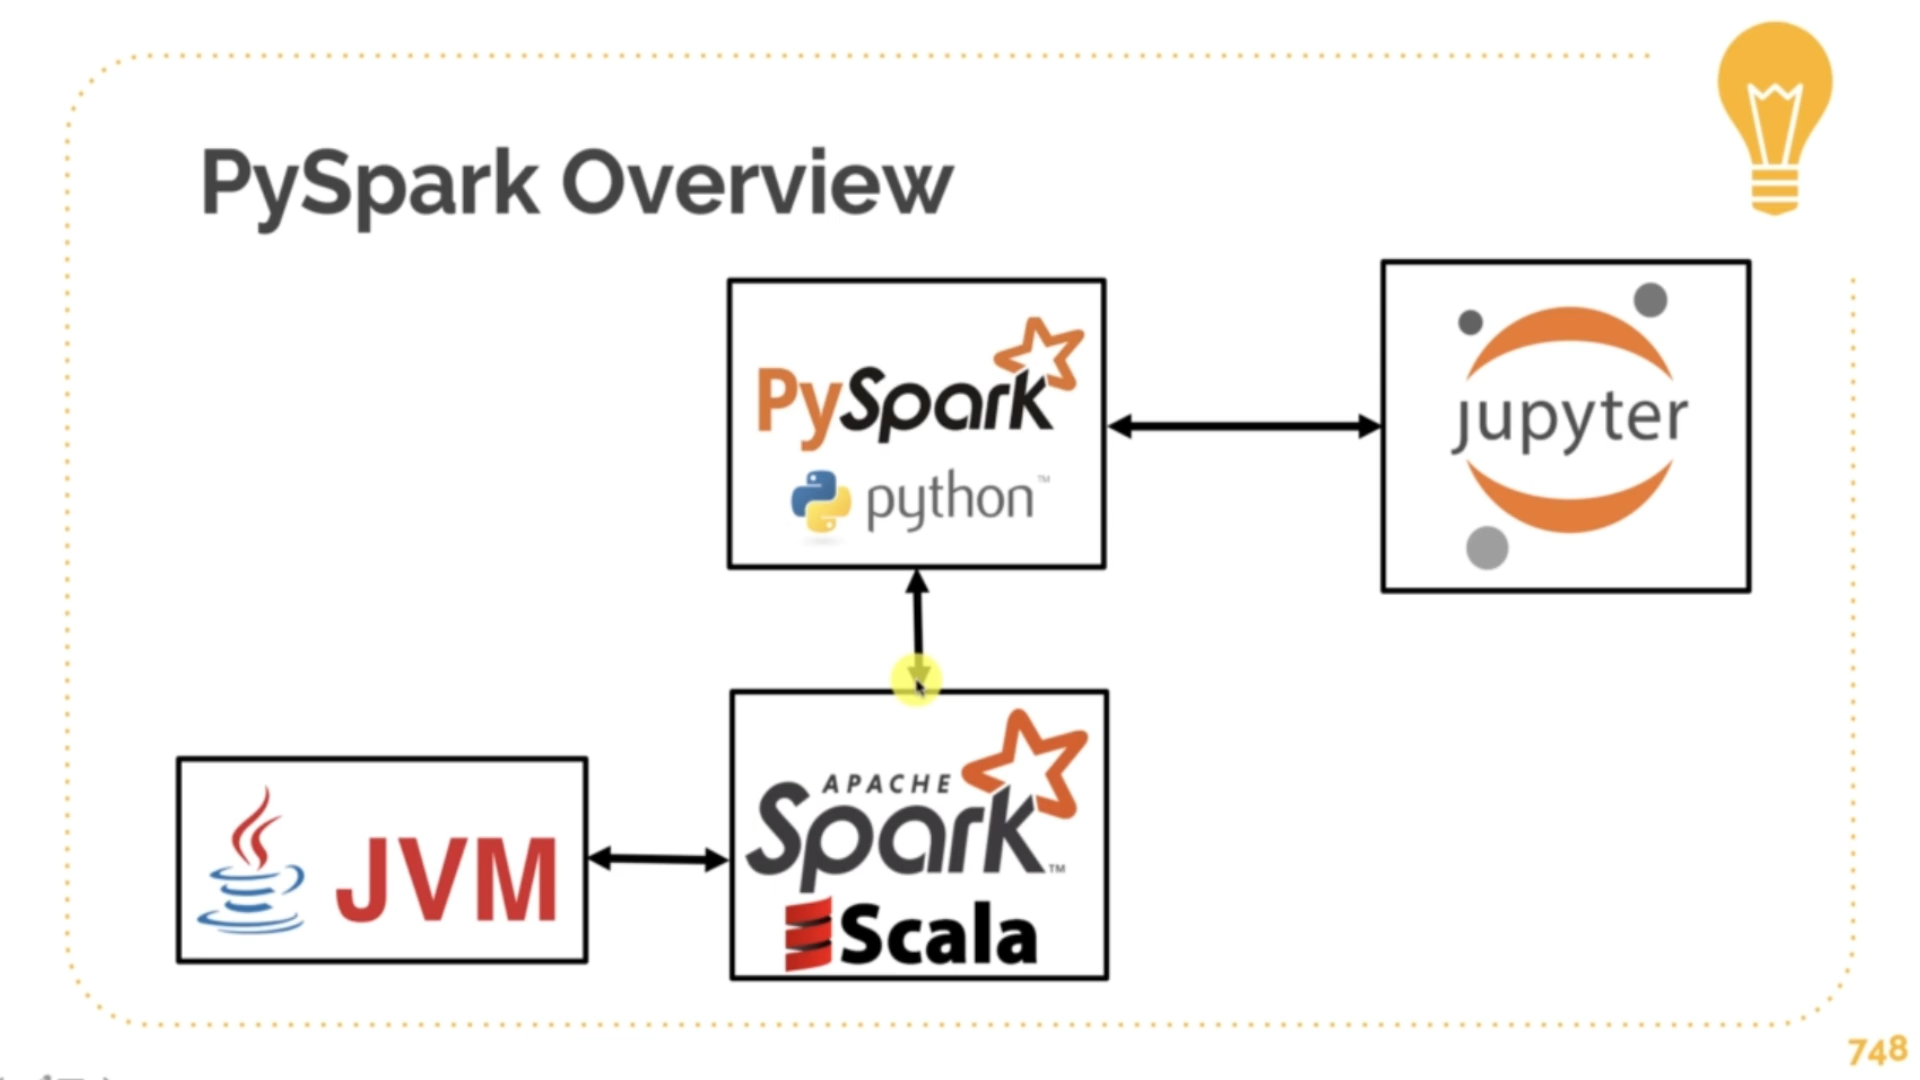 PySpark Overview
PySpark
python™
jupyter
APACHE
Spark™
Scala
JVM
748